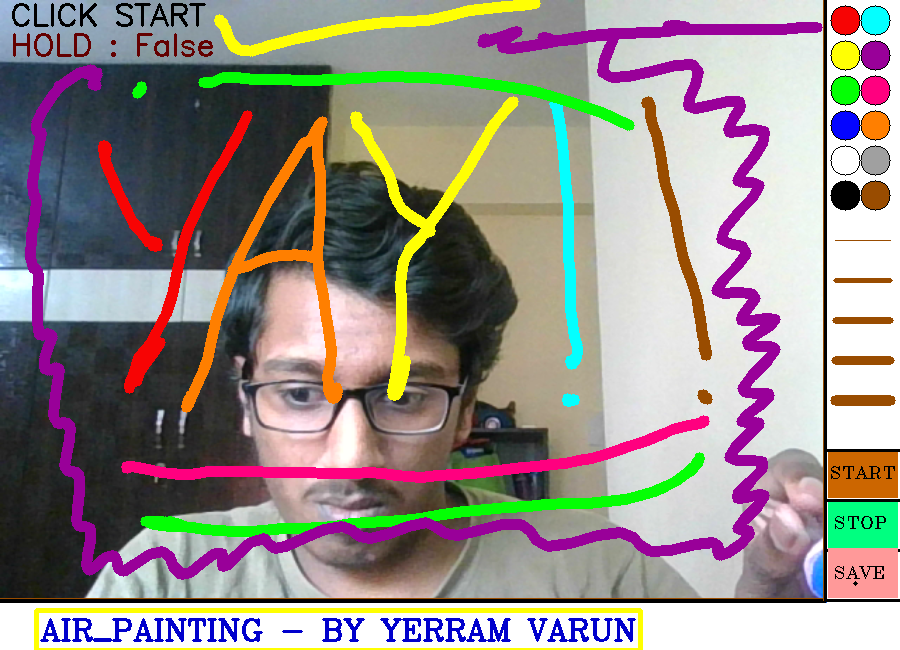 CLICK START
HOLD : False
YAY!!
START
STOP
SAVE
AIR_PAINTING - BY YERRAM VARUN